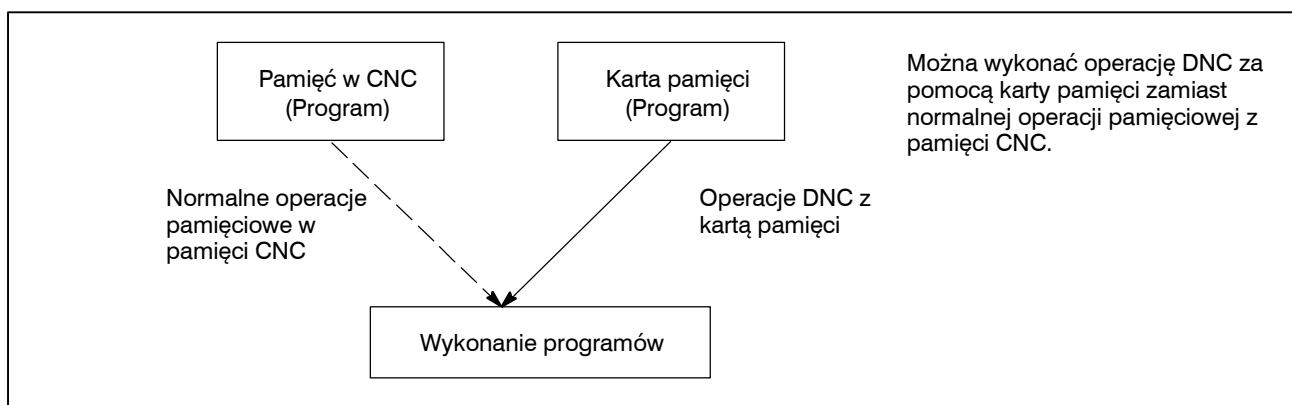 Pamięć w CNC
(Program)
Karta pamięci
(Program)
Można wykonać operację DNC za
pomocą karty pamięci zamiast
normalnej operacji pamięciowej z
pamięci CNC.
Normalne operacje
pamięciowe w
pamięci CNC
Operacje DNC z
kartą pamięci
Wykonanie programów